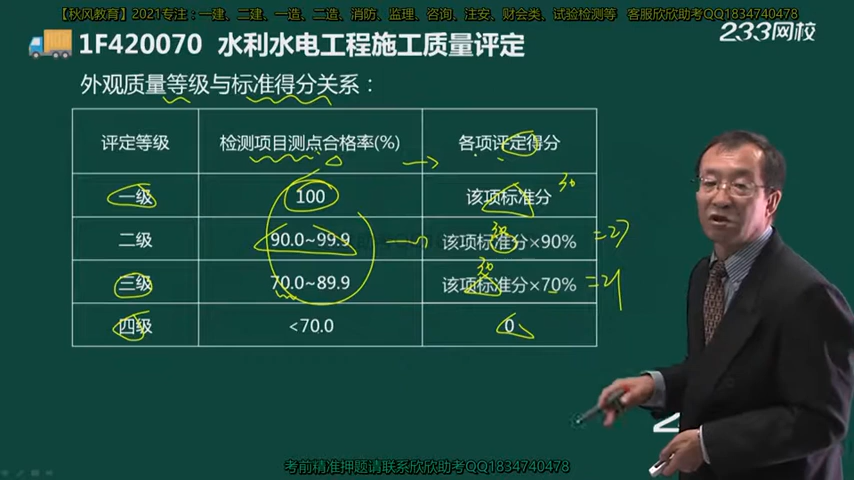 【秋风教育】2021专注：一建、二建、一造、二造、消防、监理、咨询、注安、财会类、试验检测等 客服欣欣助考QQ1834740478
233网校
1F420070 水利水电工程施工质量评定
外观质量等级与标准得分关系：
评定等级 检测项目测点合格率(%) 各项评定得分
一级 100 该项标准分 30
二级 90.0~99.9 该项标准分×90% =27
30
三级 70.0~89.9 该项标准分×70% =21
四级 <70.0 0
考前精准押题请联系欣欣助考QQ1834740478